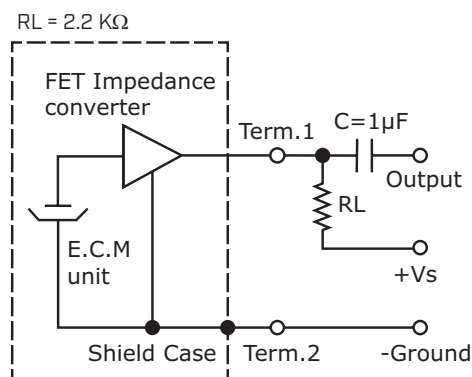 RL = 2.2 KΩ
FET Impedance
converter
Term.1
C=1µF
Output
RL
+Vs
E.C.M
unit
Shield Case
Term.2
-Ground